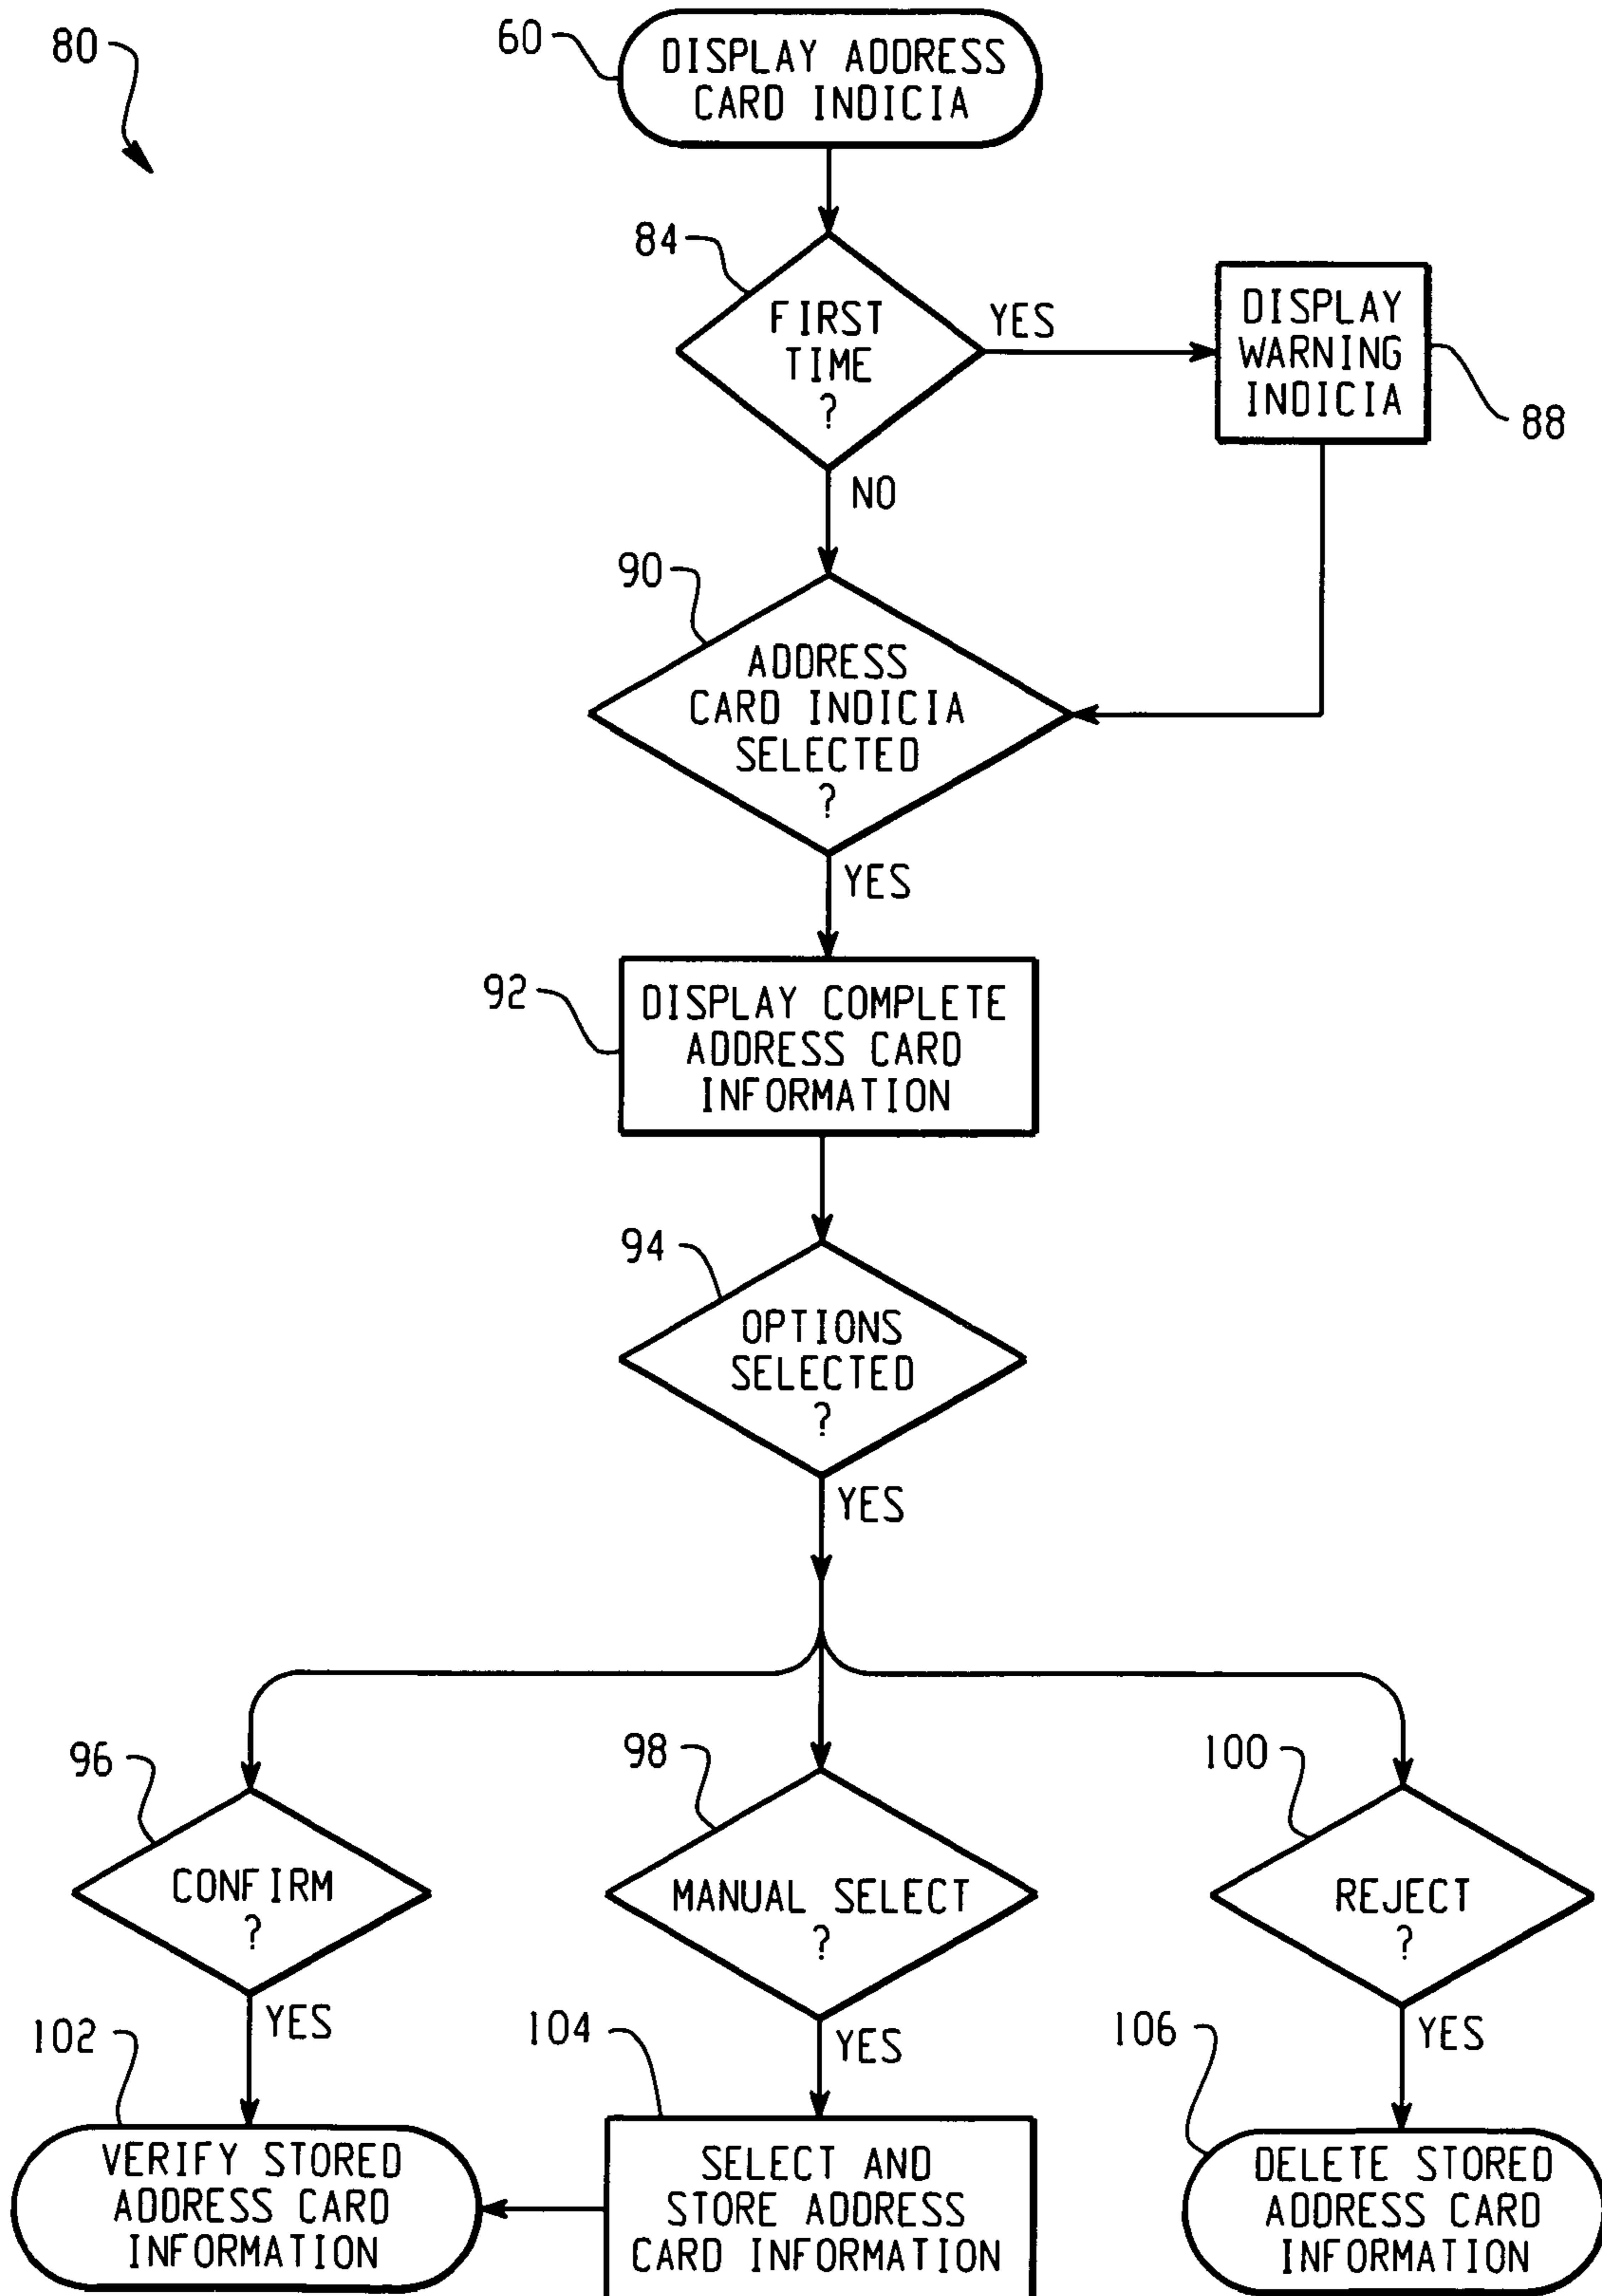 80
60
DISPLAY ADDRESS
CARD INDICIA
84
FIRST
TIME
?
YES
DISPLAY
WARNING
INDICIA
88
NO
90
ADDRESS
CARD INDICIA
SELECTED
?
YES
92
DISPLAY COMPLETE
ADDRESS CARD
INFORMATION
94
OPTIONS
SELECTED
?
YES
96
CONFIRM
?
98
MANUAL SELECT
?
100
REJECT
?
YES
YES
YES
102
VERIFY STORED
ADDRESS CARD
INFORMATION
104
SELECT AND
STORE ADDRESS
CARD INFORMATION
106
DELETE STORED
ADDRESS CARD
INFORMATION